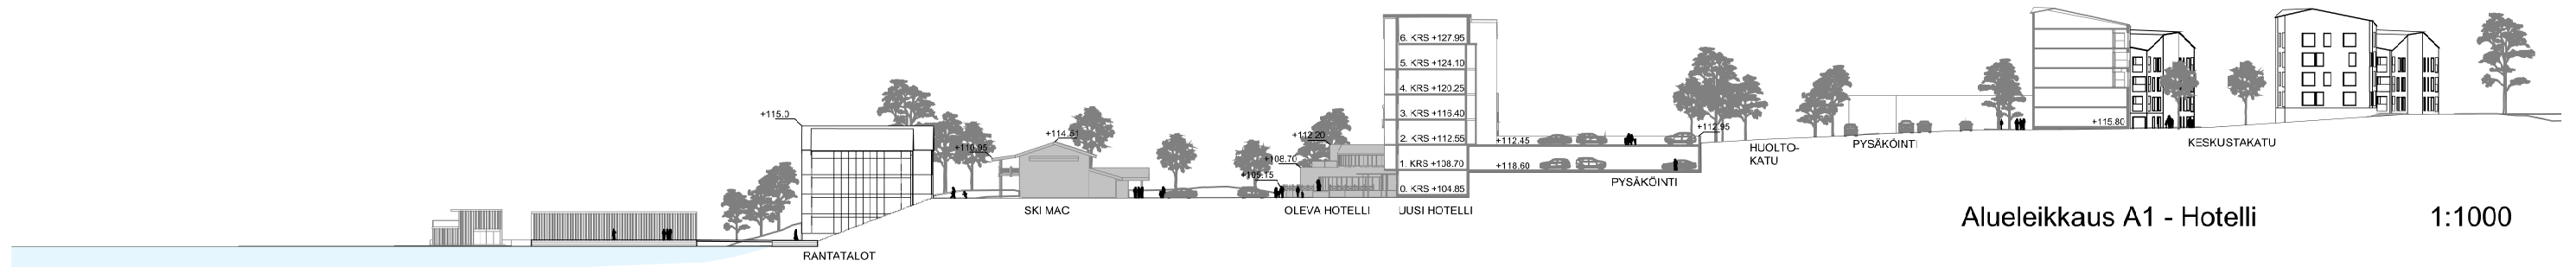 +115.0
RANTATALOT
+110.95
+114.51
SKI MAC
+105.15
+108.70
+112.20
OLEVA HOTELLI
6. KRS +127.95
5. KRS +124.10
4. KRS +120.25
3. KRS +116.40
2. KRS +112.55
1. KRS +108.70
0. KRS +104.85
UUSI HOTELLI
+112.45
+118.60
+112.95
PYSÄKÖINTI
HUOLTO-
KATU
PYSÄKÖINTI
+115.80
KESKUSTAKATU
Alueleikkaus A1 - Hotelli 1:1000